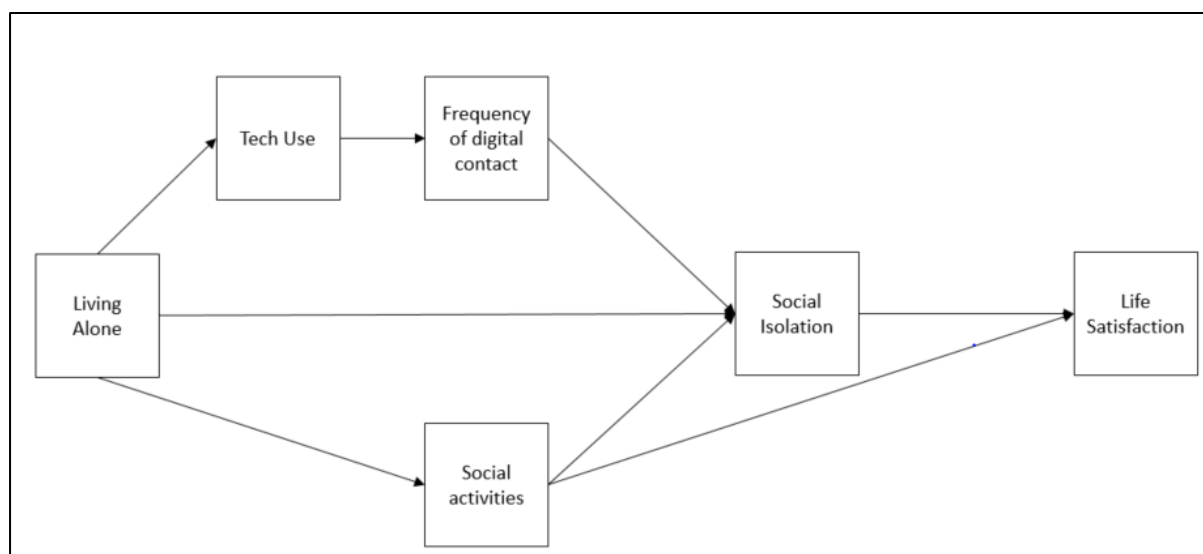 Tech Use
Frequency
of digital
contact
Living
Alone
Social
Isolation
Life
Satisfaction
Social
activities